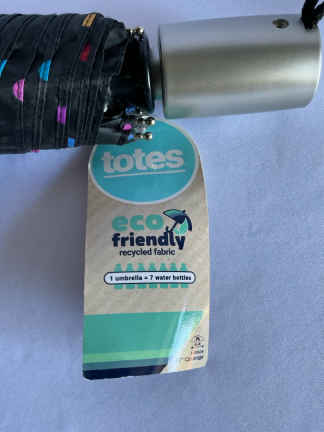 totes
eco
friendly
recycled fabric
1 umbrella = 7 water bottles